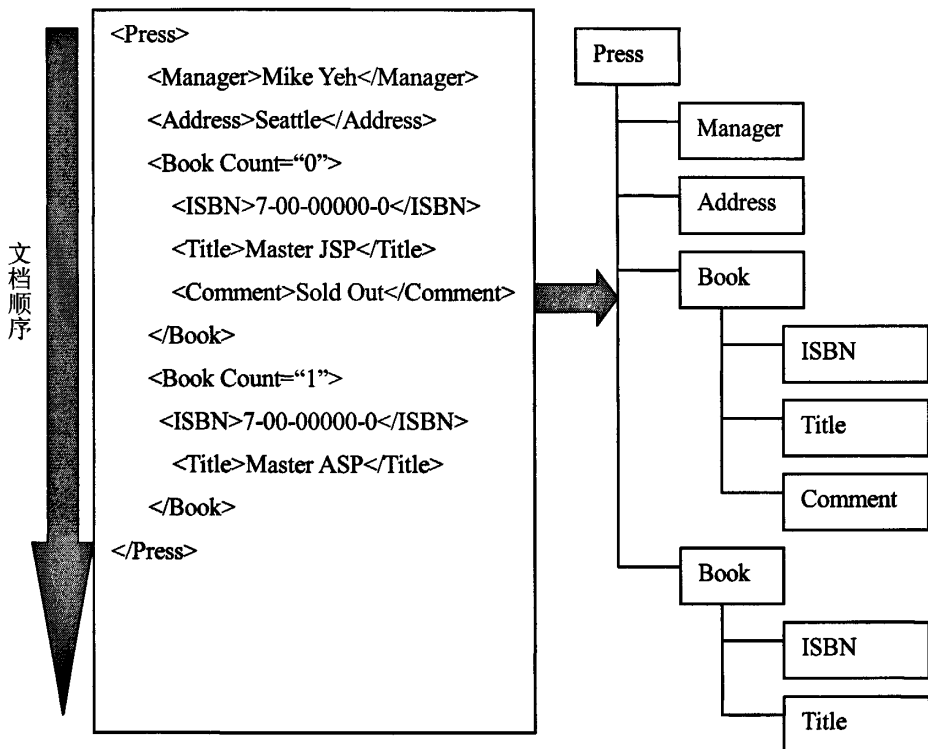 文档顺序
<Press>
<Manager>Mike Yeh</Manager>
<Address>Seattle</Address>
<Book Count=“0”>
<ISBN>7-00-00000-0</ISBN>
<Title>Master JSP</Title>
<Comment>Sold Out</Comment>
</Book>
<Book Count=“1”>
<ISBN>7-00-00000-0</ISBN>
<Title>Master ASP</Title>
</Book>
</Press>
Press
Manager
Address
Book
ISBN
Title
Comment
Book
ISBN
Title